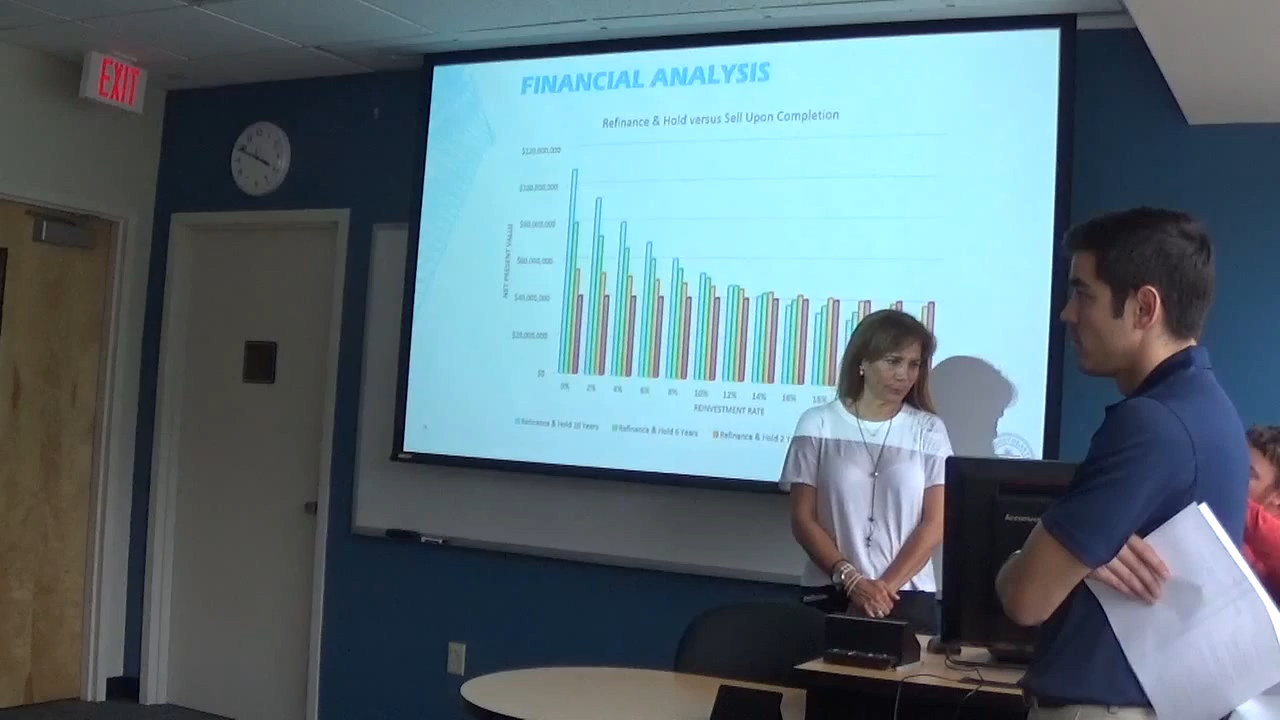 EXIT
FINANCIAL ANALYSIS
Refinance & Hold versus Sell Upon Completion
$120,000,000
$100,000,000
$80,000,000
$60,000,000
$40,000,000
$20,000,000
$0
NET PRESENT VALUE
0% 2% 4% 6% 8% 10% 12% 14% 16% 18%
REINVESTMENT RATE
Refinance & Hold 10 Years Refinance & Hold 6 Years Refinance & Hold 2
lenovo